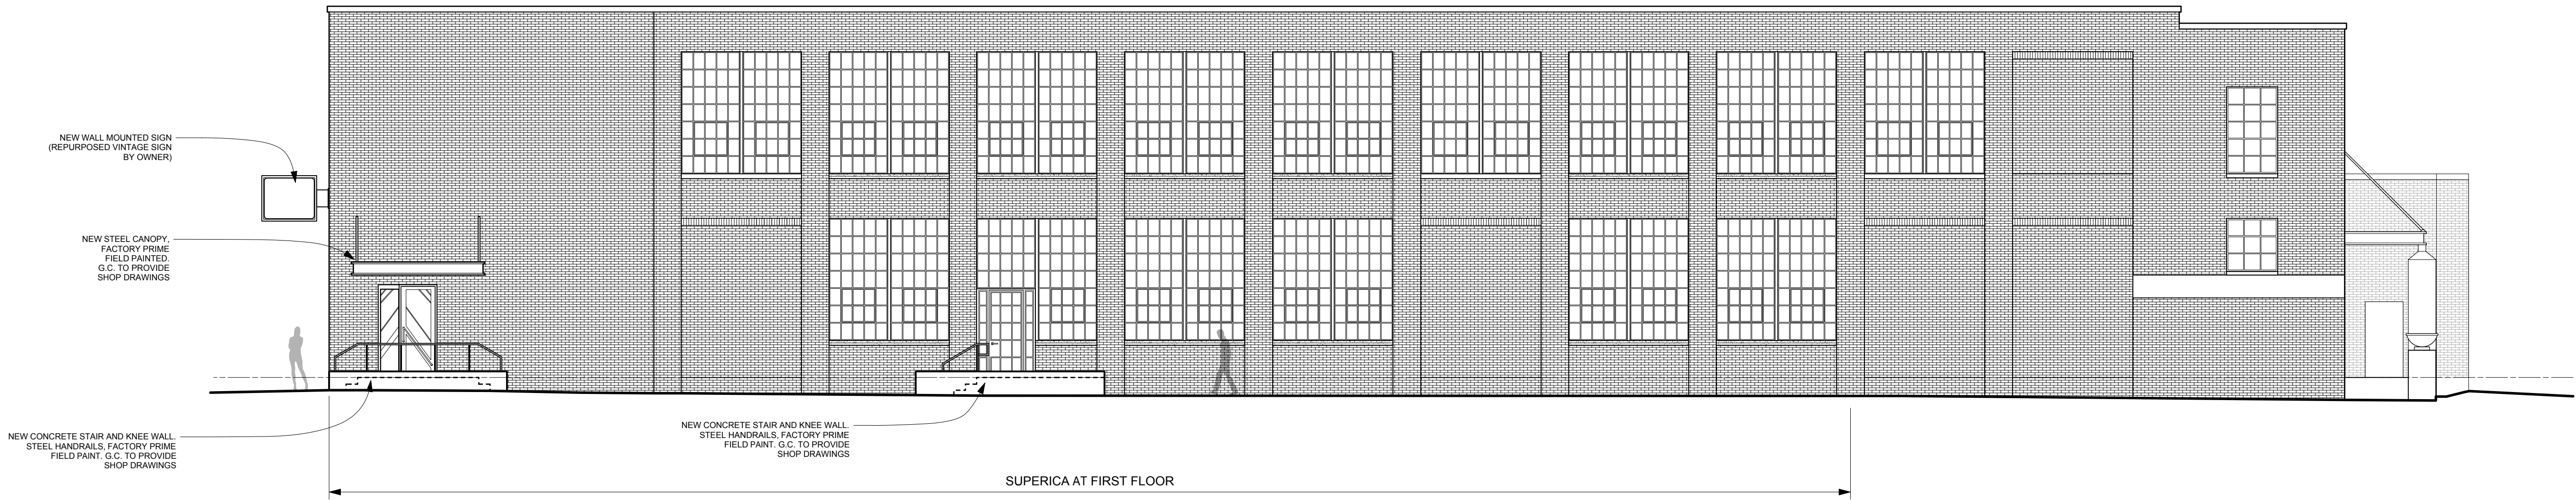 NEW WALL MOUNTED SIGN
(REPURPOSED VINTAGE SIGN
BY OWNER)
NEW STEEL CANOPY,
FACTORY PRIME
FIELD PAINTED.
G.C. TO PROVIDE
SHOP DRAWINGS
NEW CONCRETE STAIR AND KNEE WALL.
STEEL HANDRAILS, FACTORY PRIME
FIELD PAINT. G.C. TO PROVIDE
SHOP DRAWINGS
NEW CONCRETE STAIR AND KNEE WALL.
STEEL HANDRAILS, FACTORY PRIME
FIELD PAINT. G.C. TO PROVIDE
SHOP DRAWINGS
SUPERICA AT FIRST FLOOR